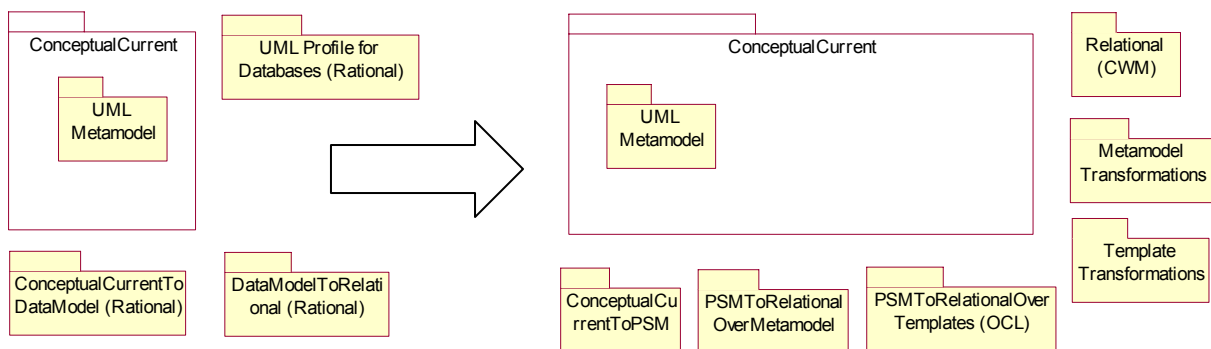 ConceptualCurrent
UML
Metamodel
UML Profile for
Databases (Rational)
ConceptualCurrentTo
DataModel (Rational)
DataModelToRelati
onal (Rational)
ConceptualCurrent
UML
Metamodel
Relational
(CWM)
Metamodel
Transformations
Template
Transformations
ConceptualCu
rrentToPSM
PSMToRelational
OverMetamodel
PSMToRelationalOver
Templates (OCL)